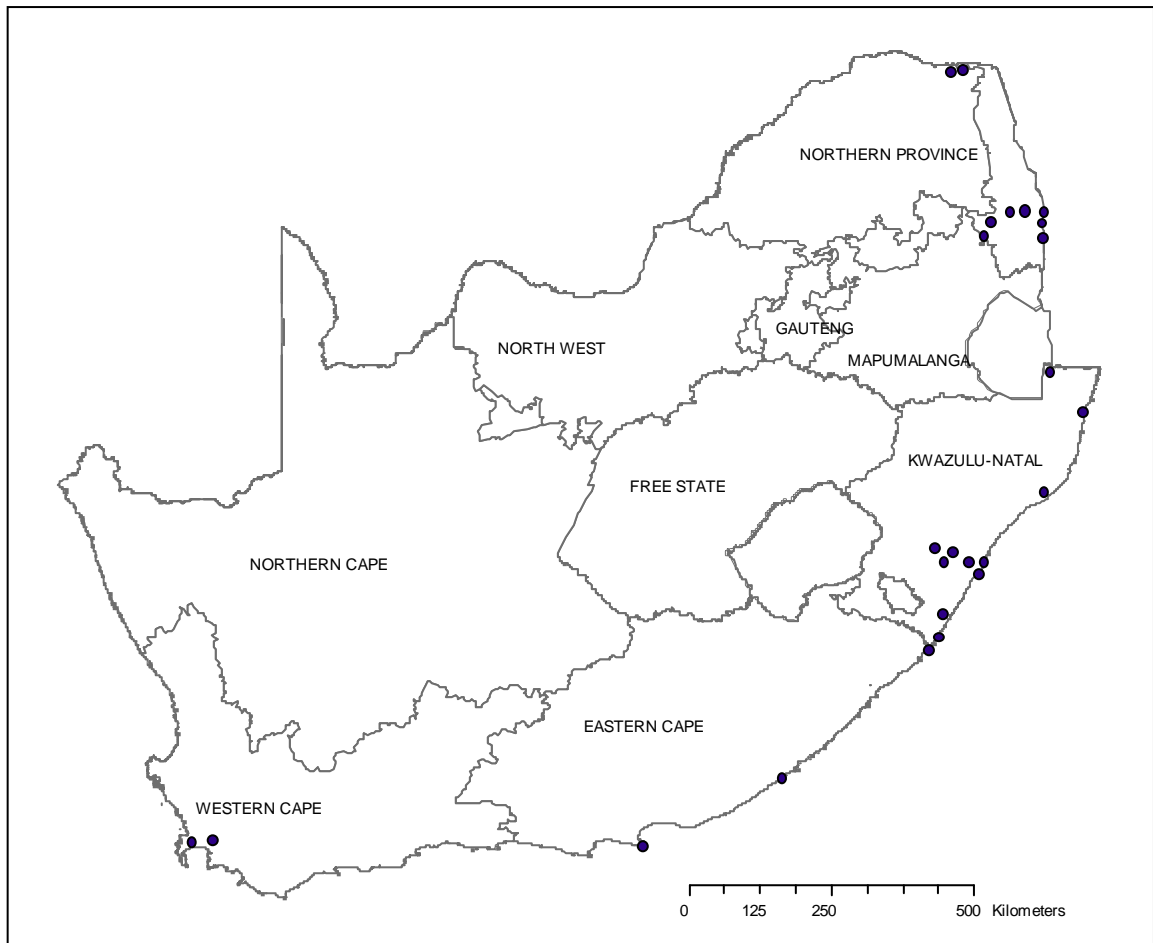 NORTHERN PROVINCE
GAUTENG
NORTH WEST
MAPUMALANGA
KWAZULU-NATAL
FREE STATE
NORTHERN CAPE
EASTERN CAPE
WESTERN CAPE
0 125 250 500 Kilometers